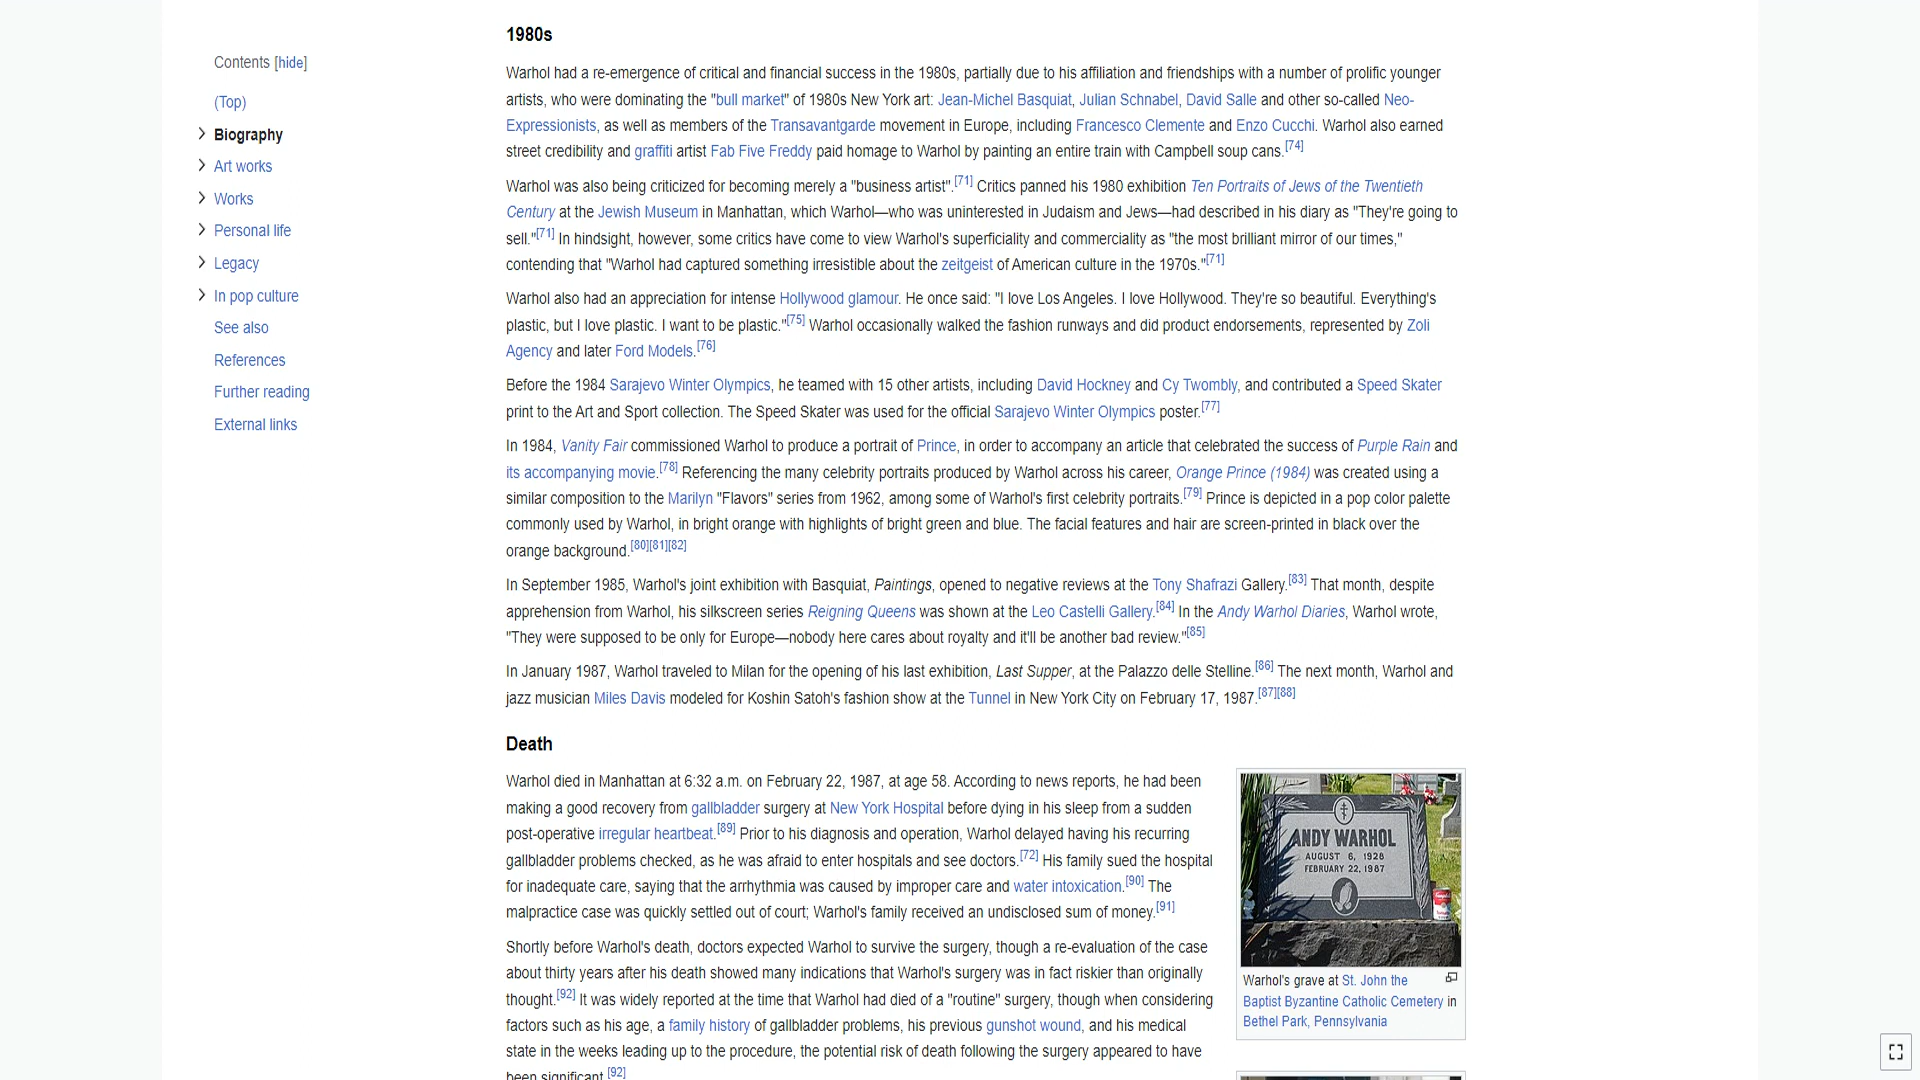 Contents [hide]
(Top)
Biography
Art works
Works
Personal life
Legacy
In pop culture
See also
References
Further reading
External links
1980s
Warhol had a re-emergence of critical and financial success in the 1980s, partially due to his affiliation and friendships with a number of prolific younger
artists, who were dominating the "bull market" of 1980s New York art: Jean-Michel Basquiat, Julian Schnabel, David Salle and other so-called Neo-
Expressionists, as well as members of the Transavantgarde movement in Europe, including Francesco Clemente and Enzo Cucchi. Warhol also earned
street credibility and graffiti artist Fab Five Freddy paid homage to Warhol by painting an entire train with Campbell soup cans.[74]
Warhol was also being criticized for becoming merely a "business artist".[71] Critics panned his 1980 exhibition Ten Portraits of Jews of the Twentieth
Century at the Jewish Museum in Manhattan, which Warhol—who was uninterested in Judaism and Jews—had described in his diary as "They're going to
sell."[71] In hindsight, however, some critics have come to view Warhol's superficiality and commerciality as "the most brilliant mirror of our times,"
contending that "Warhol had captured something irresistible about the zeitgeist of American culture in the 1970s."[71]
Warhol also had an appreciation for intense Hollywood glamour. He once said: "I love Los Angeles. I love Hollywood. They're so beautiful. Everything's
plastic, but I love plastic. I want to be plastic."[75] Warhol occasionally walked the fashion runways and did product endorsements, represented by Zoli
Agency and later Ford Models.[76]
Before the 1984 Sarajevo Winter Olympics, he teamed with 15 other artists, including David Hockney and Cy Twombly, and contributed a Speed Skater
print to the Art and Sport collection. The Speed Skater was used for the official Sarajevo Winter Olympics poster.[77]
In 1984, Vanity Fair commissioned Warhol to produce a portrait of Prince, in order to accompany an article that celebrated the success of Purple Rain and
its accompanying movie.[78] Referencing the many celebrity portraits produced by Warhol across his career, Orange Prince (1984) was created using a
similar composition to the Marilyn "Flavors" series from 1962, among some of Warhol's first celebrity portraits.[79] Prince is depicted in a pop color palette
commonly used by Warhol, in bright orange with highlights of bright green and blue. The facial features and hair are screen-printed in black over the
orange background.[80][81][82]
In September 1985, Warhol's joint exhibition with Basquiat, Paintings, opened to negative reviews at the Tony Shafrazi Gallery.[83] That month, despite
apprehension from Warhol, his silkscreen series Reigning Queens was shown at the Leo Castelli Gallery.[84] In the Andy Warhol Diaries, Warhol wrote,
"They were supposed to be only for Europe—nobody here cares about royalty and it'll be another bad review."[85]
In January 1987, Warhol traveled to Milan for the opening of his last exhibition, Last Supper, at the Palazzo delle Stelline.[86] The next month, Warhol and
jazz musician Miles Davis modeled for Koshin Satoh's fashion show at the Tunnel in New York City on February 17, 1987.[87][88]
Death
Warhol died in Manhattan at 6:32 a.m. on February 22, 1987, at age 58. According to news reports, he had been
making a good recovery from gallbladder surgery at New York Hospital before dying in his sleep from a sudden
post-operative irregular heartbeat.[89] Prior to his diagnosis and operation, Warhol delayed having his recurring
gallbladder problems checked, as he was afraid to enter hospitals and see doctors.[72] His family sued the hospital
for inadequate care, saying that the arrhythmia was caused by improper care and water intoxication.[90] The
malpractice case was quickly settled out of court; Warhol's family received an undisclosed sum of money.[91]
Shortly before Warhol's death, doctors expected Warhol to survive the surgery, though a re-evaluation of the case
about thirty years after his death showed many indications that Warhol's surgery was in fact riskier than originally
thought.[92] It was widely reported at the time that Warhol had died of a "routine" surgery, though when considering
factors such as his age, a family history of gallbladder problems, his previous gunshot wound, and his medical
state in the weeks leading up to the procedure, the potential risk of death following the surgery appeared to have
been significant.[92]
ANDY WARHOL
AUGUST 6, 1928
FEBRUARY 22, 1987
Warhol's grave at St. John the
Baptist Byzantine Catholic Cemetery in
Bethel Park, Pennsylvania